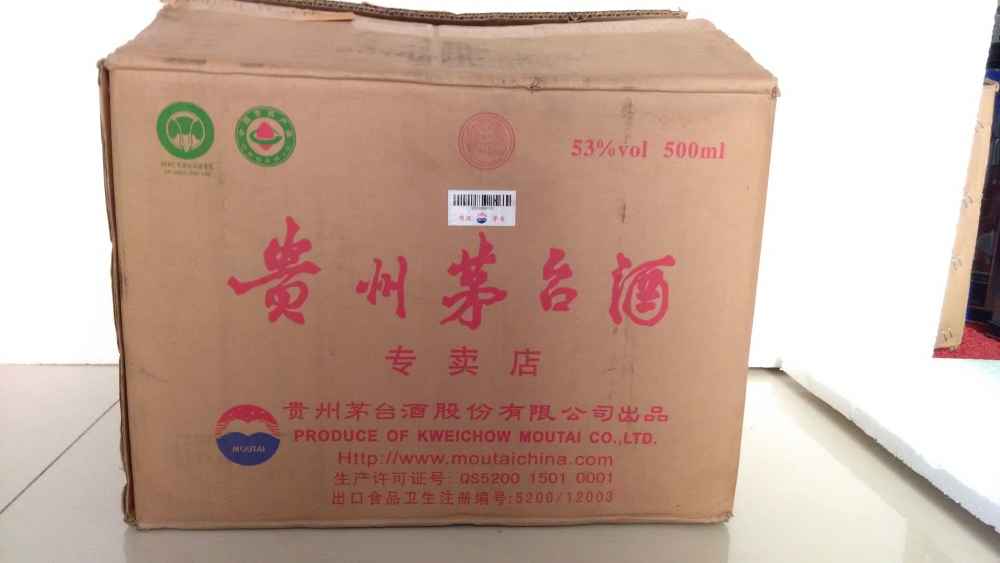 53%vol 500ml
贵州茅台酒
专卖店
贵州茅台酒股份有限公司出品
PRODUCE OF KWEICHOW MOUTAI CO.,LTD.
MOUTAI
Http://www.moutaichina.com
生产许可证号: QS5200 1501 0001
出口食品卫生注册编号:5200/12003